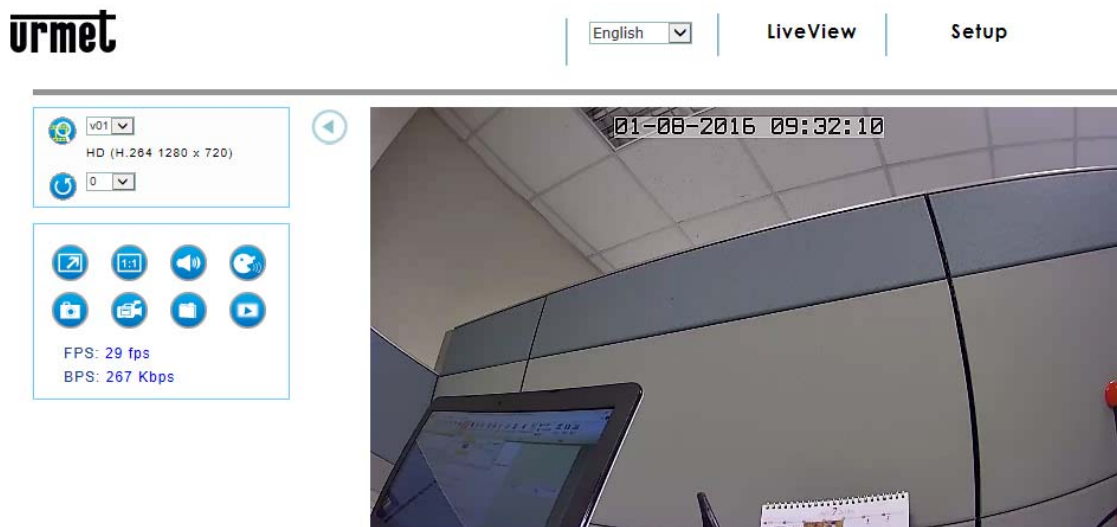 urmet
English LiveView Setup
v01
HD (H.264 1280 x 720)
0
1:1
FPS: 29 fps
BPS: 267 Kbps
01-08-2016 09:32:10